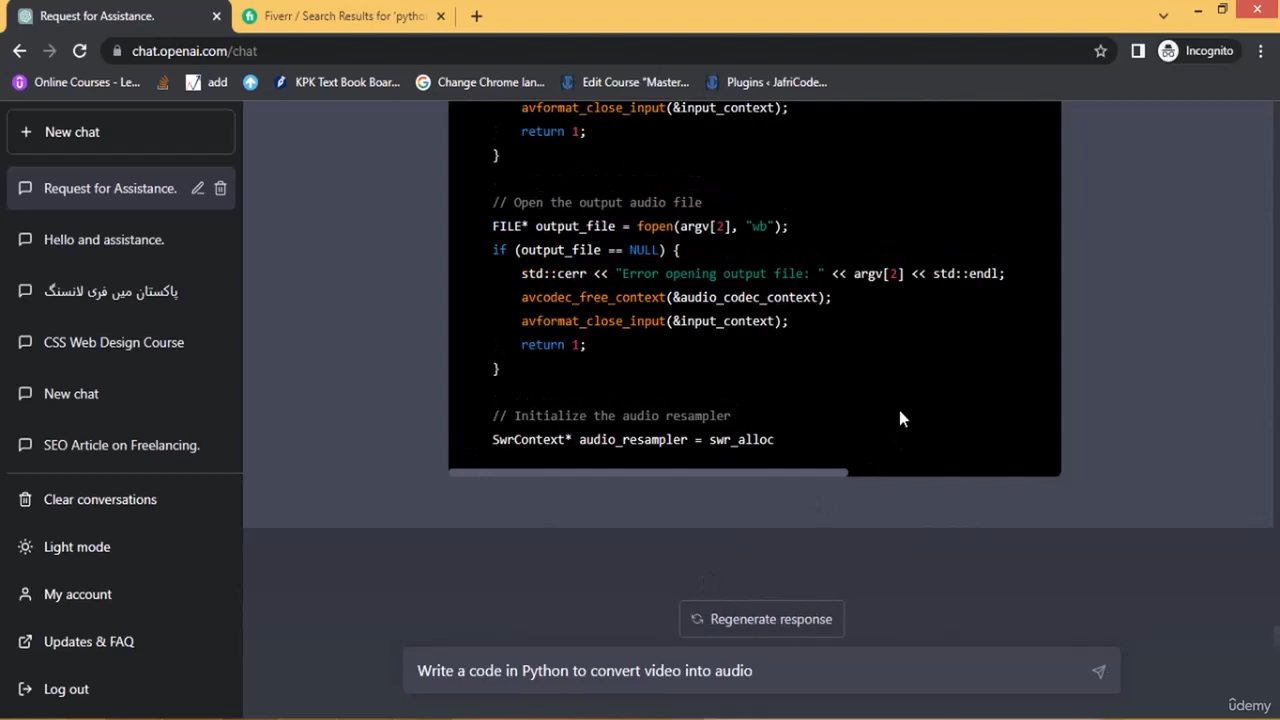 Request for Assistance.
Fiverr / Search Results for 'pytho
chat.openai.com/chat
Incognito
Online Courses - Le...
add
KPK Text Book Boar...
Change Chrome lan...
Edit Course "Master...
Plugins ‹ JafriCode...
New chat
Request for Assistance.
Hello and assistance.
پاکستان میں فری لانسنگ
CSS Web Design Course
New chat
SEO Article on Freelancing.
Clear conversations
Light mode
My account
Updates & FAQ
Log out
avformat_close_input(&input_context);
return 1;
}
// Open the output audio file
FILE* output_file = fopen(argv[2], "wb");
if (output_file == NULL) {
std::cerr << "Error opening output file: " << argv[2] << std::endl;
avcodec_free_context(&audio_codec_context);
avformat_close_input(&input_context);
return 1;
}
// Initialize the audio resampler
SwrContext* audio_resampler = swr_alloc
Regenerate response
Write a code in Python to convert video into audio
ûdemy